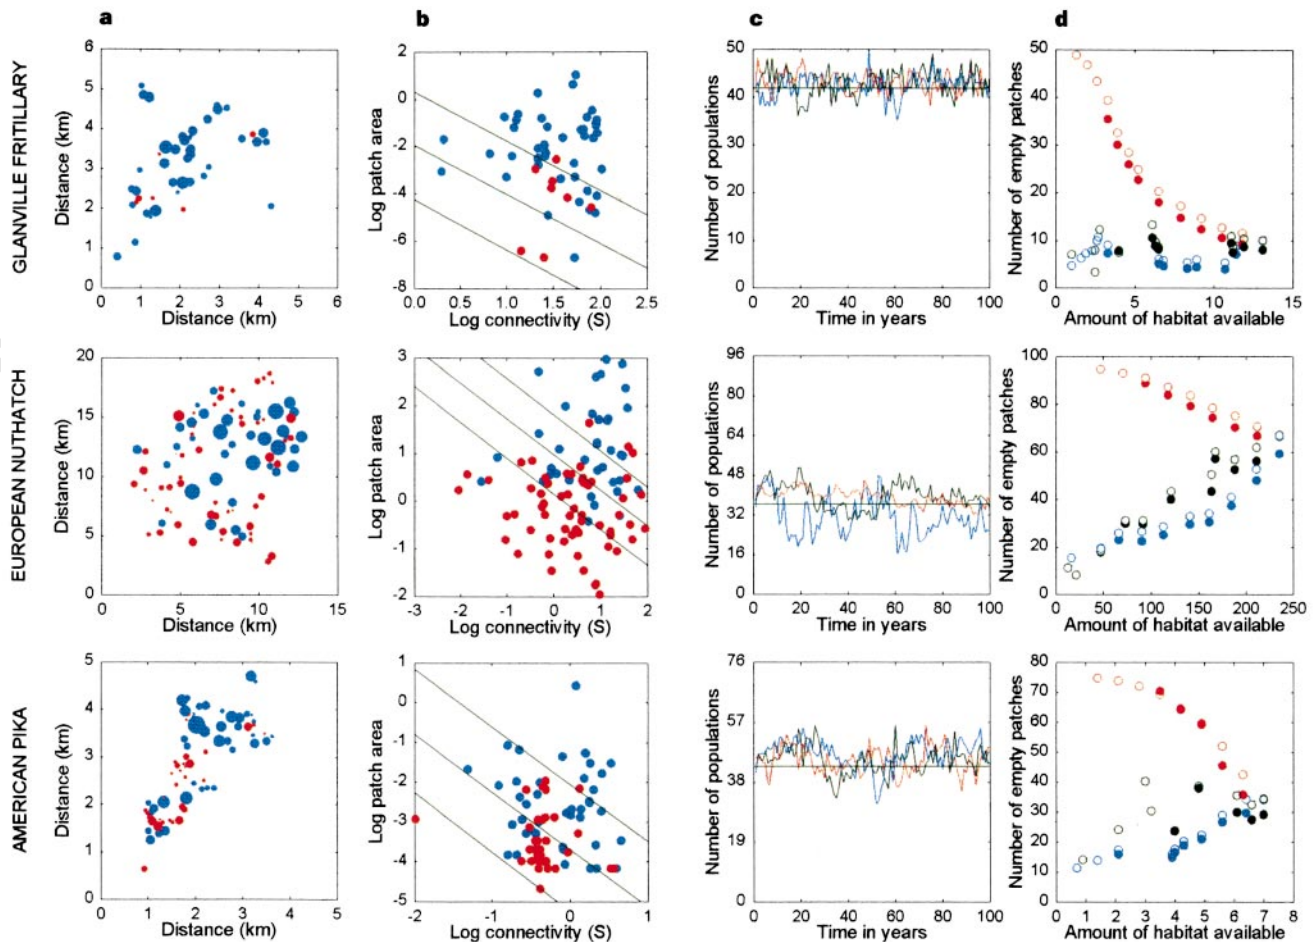 a
b
c
d
GLANVILLE FRITILLARY
Distance (km)
6
5
4
3
2
1
0
0 1 2 3 4 5 6
Distance (km)
Log patch area
2
0
-2
-4
-6
-8
0.0 0.5 1.0 1.5 2.0 2.5
Log connectivity (S)
Number of populations
50
40
30
20
10
0
0 20 40 60 80 100
Time in years
Number of empty patches
50
40
30
20
10
0
0 5 10 15
Amount of habitat available
EUROPEAN NUTHATCH
Distance (km)
20
15
10
5
0
0 5 10 15
Distance (km)
Log patch area
3
2
1
0
-1
-2
-3 -2 -1 0 1 2
Log connectivity (S)
Number of populations
96
80
64
48
32
16
0
0 20 40 60 80 100
Time in years
Number of empty patches
100
80
60
40
20
0
0 50 100 150 200 250
Amount of habitat available
AMERICAN PIKA
Distance (km)
5
4
3
2
1
0
0 1 2 3 4 5
Distance (km)
Log patch area
1
0
-1
-2
-3
-4
-5
-2 -1 0 1
Log connectivity (S)
Number of populations
76
57
38
19
0
0 20 40 60 80 100
Time in years
Number of empty patches
80
70
60
50
40
30
20
10
0
0 1 2 3 4 5 6 7 8
Amount of habitat available